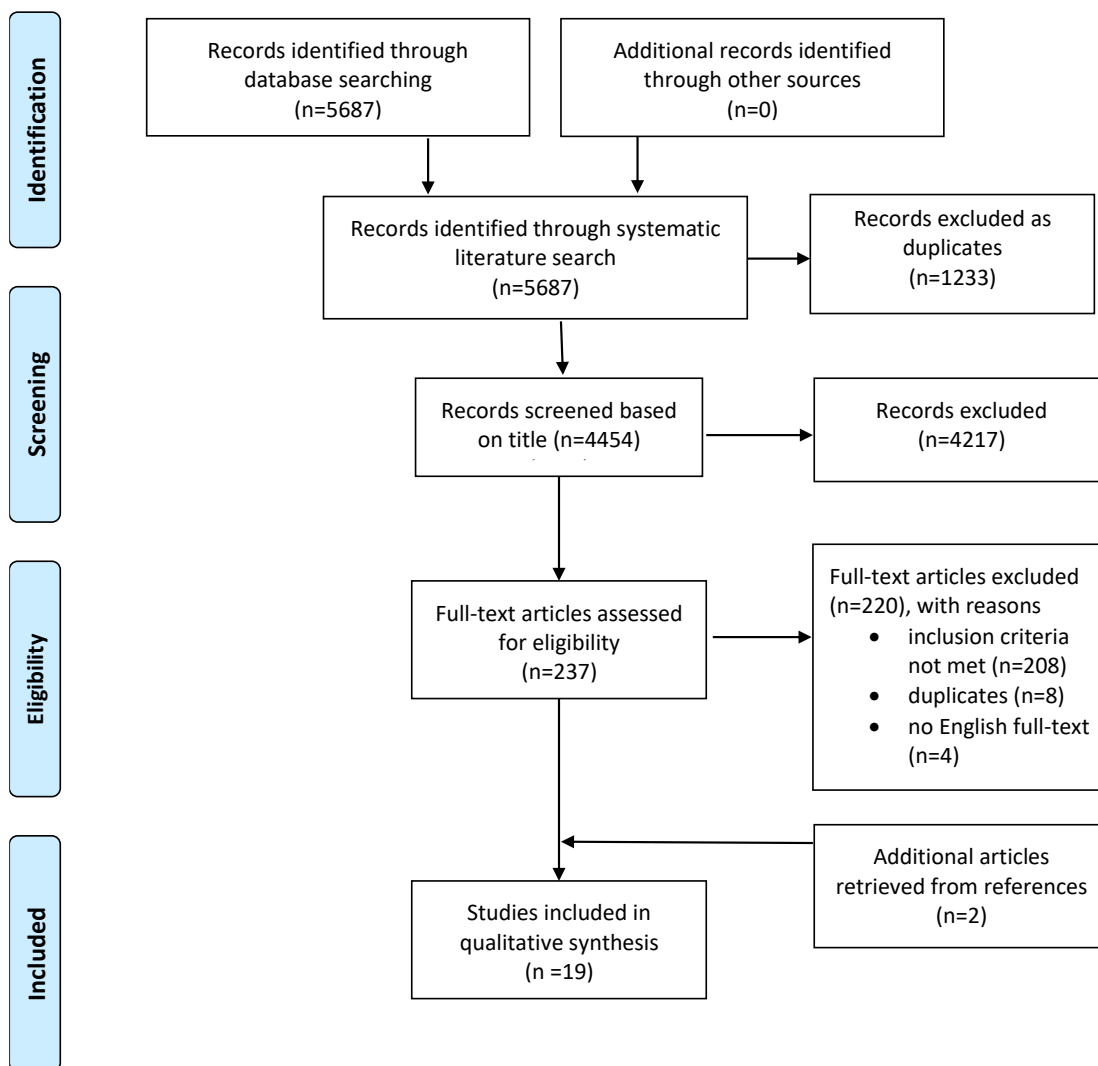 Identification
Records identified through
database searching
(n=5687)
Additional records identified
through other sources
(n=0)
Records identified through systematic
literature search
(n=5687)
Records excluded as
duplicates
(n=1233)
Screening
Records screened based
on title (n=4454)
Records excluded
(n=4217)
Eligibility
Full-text articles assessed
for eligibility
(n=237)
Full-text articles excluded
(n=220), with reasons
• inclusion criteria
not met (n=208)
• duplicates (n=8)
• no English full-text
(n=4)
Included
Additional articles
retrieved from references
(n=2)
Studies included in
qualitative synthesis
(n =19)